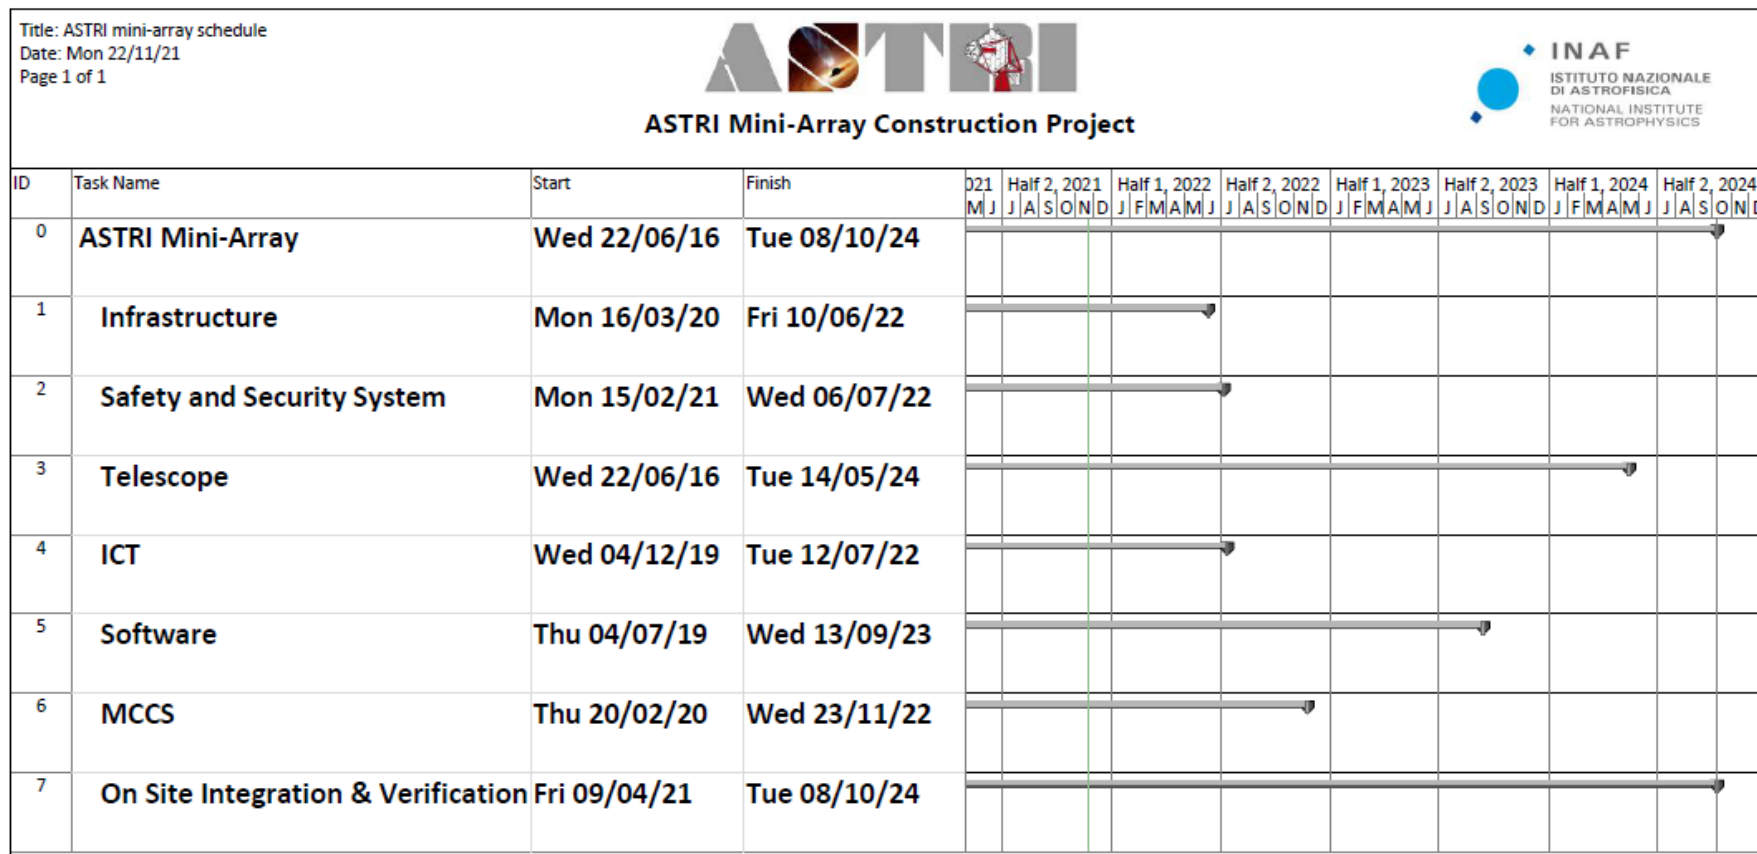 Title: ASTRI mini-array schedule
Date: Mon 22/11/21
Page 1 of 1
ASTRI
ASTRI Mini-Array Construction Project
INAF
ISTITUTO NAZIONALE
DI ASTROFISICA
NATIONAL INSTITUTE
FOR ASTROPHYSICS
ID Task Name Start Finish 021 Half 2, 2021 Half 1, 2022 Half 2, 2022 Half 1, 2023 Half 2, 2023 Half 1, 2024 Half 2, 2024
M J J A S O N D J F M A M J J A S O N D J F M A M J J A S O N D J F M A M J J A S O N D
0 ASTRI Mini-Array Wed 22/06/16 Tue 08/10/24
1 Infrastructure Mon 16/03/20 Fri 10/06/22
2 Safety and Security System Mon 15/02/21 Wed 06/07/22
3 Telescope Wed 22/06/16 Tue 14/05/24
4 ICT Wed 04/12/19 Tue 12/07/22
5 Software Thu 04/07/19 Wed 13/09/23
6 MCCS Thu 20/02/20 Wed 23/11/22
7 On Site Integration & Verification Fri 09/04/21 Tue 08/10/24